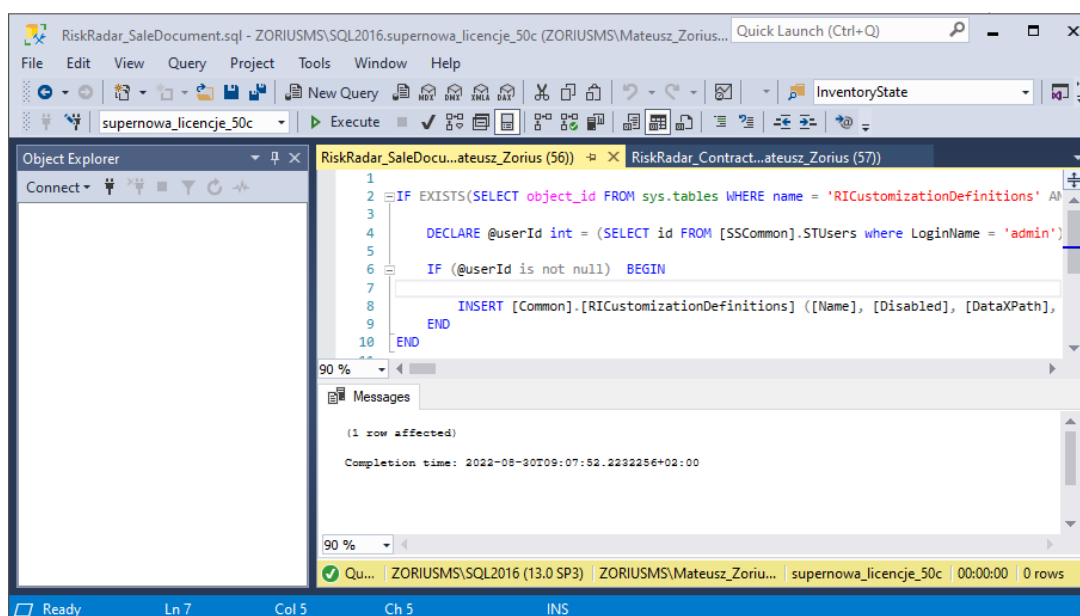 RiskRadar_SaleDocument.sql - ZORIUSMS\SQL2016.supernowa_licencje_50c (ZORIUSMS\Mateusz_Zorius... Quick Launch (Ctrl+Q)
File Edit View Query Project Tools Window Help
New Query MDX DMX XMLA DAX InventoryState
supernowa_licencje_50c Execute
Object Explorer
Connect
RiskRadar_SaleDocu...ateusz_Zorius (56)) RiskRadar_Contract...ateusz_Zorius (57))
1
2 IF EXISTS(SELECT object_id FROM sys.tables WHERE name = 'RICustomizationDefinitions' AN
3
4 DECLARE @userId int = (SELECT id FROM [SSCommon].STUsers where LoginName = 'admin')
5
6 IF (@userId is not null) BEGIN
7
8 INSERT [Common].[RICustomizationDefinitions] ([Name], [Disabled], [DataXPath],
9 END
10 END
90 %
Messages
(1 row affected)
Completion time: 2022-08-30T09:07:52.2232256+02:00
90 %
Qu... ZORIUSMS\SQL2016 (13.0 SP3) ZORIUSMS\Mateusz_Zoriu... supernowa_licencje_50c 00:00:00 0 rows
Ready Ln 7 Col 5 Ch 5 INS